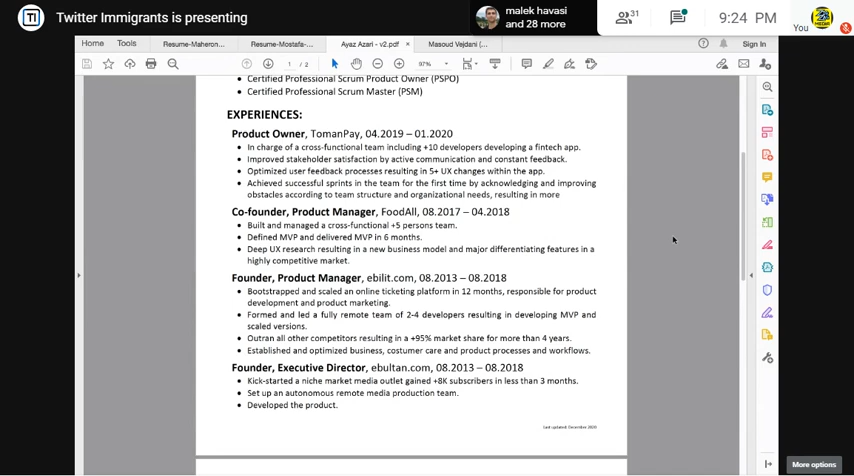 Twitter Immigrants is presenting
malek havasi
and 28 more
31
9:24 PM
You
Home Tools Resume-Maheron... Resume-Mostafa-... Ayaz Azari - v2.pdf × Masoud Vejdani (... Sign In
1 / 2 97%
• Certified Professional Scrum Product Owner (PSPO)
• Certified Professional Scrum Master (PSM)
EXPERIENCES:
Product Owner, TomanPay, 04.2019 – 01.2020
• In charge of a cross-functional team including +10 developers developing a fintech app.
• Improved stakeholder satisfaction by active communication and constant feedback.
• Optimized user feedback processes resulting in 5+ UX changes within the app.
• Achieved successful sprints in the team for the first time by acknowledging and improving
obstacles according to team structure and organizational needs, resulting in more
Co-founder, Product Manager, FoodAll, 08.2017 – 04.2018
• Built and managed a cross-functional +5 persons team.
• Defined MVP and delivered MVP in 6 months.
• Deep UX research resulting in a new business model and major differentiating features in a
highly competitive market.
Founder, Product Manager, ebilit.com, 08.2013 – 08.2018
• Bootstrapped and scaled an online ticketing platform in 12 months, responsible for product
development and product marketing.
• Formed and led a fully remote team of 2-4 developers resulting in developing MVP and
scaled versions.
• Outran all other competitors resulting in a +95% market share for more than 4 years.
• Established and optimized business, costumer care and product processes and workflows.
Founder, Executive Director, ebultan.com, 08.2013 – 08.2018
• Kick-started a niche market media outlet gained +8K subscribers in less than 3 months.
• Set up an autonomous remote media production team.
• Developed the product.
Last updated: December 2020
More options